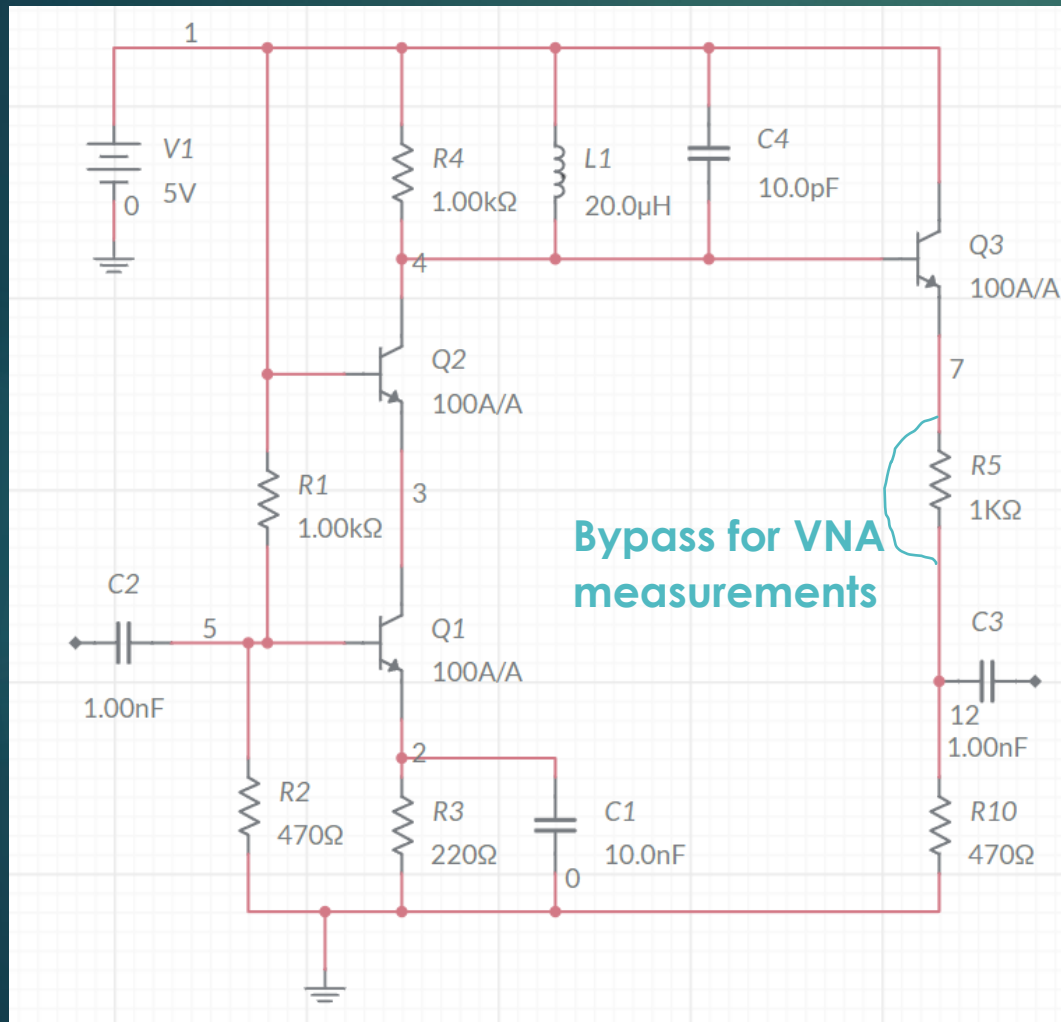 1
V1
5V
0
R4
1.00kΩ
L1
20.0µH
C4
10.0pF
4
Q3
100A/A
Q2
100A/A
7
R1
1.00kΩ
3
R5
1KΩ
Bypass for VNA
measurements
C2
5
1.00nF
Q1
100A/A
C3
12
1.00nF
2
R2
470Ω
R3
220Ω
C1
10.0nF
0
R10
470Ω